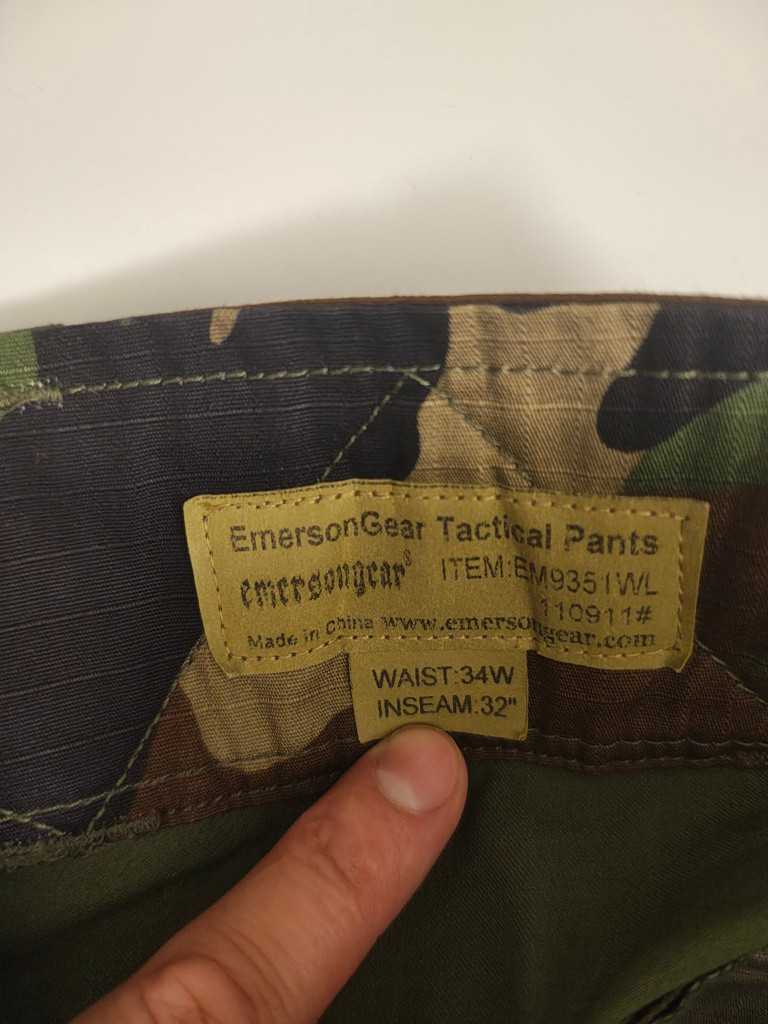 EmersonGear Tactical Pants
emersongear®
ITEM:EM9351WL
110911#
Made in china www.emersongear.com
WAIST:34W
INSEAM:32"